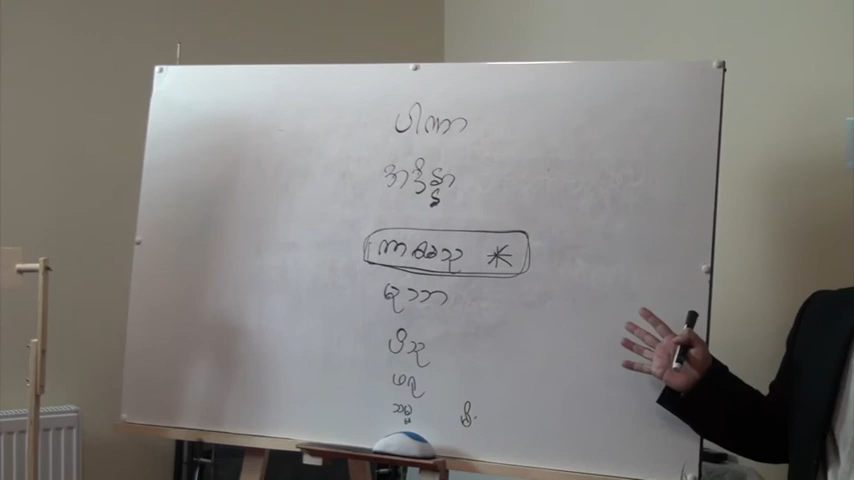 ပါဏာ
အဒိန္နာ
ကာမေသု *
မုသာ
ပိသု
ဖရု
သမ္ဖ